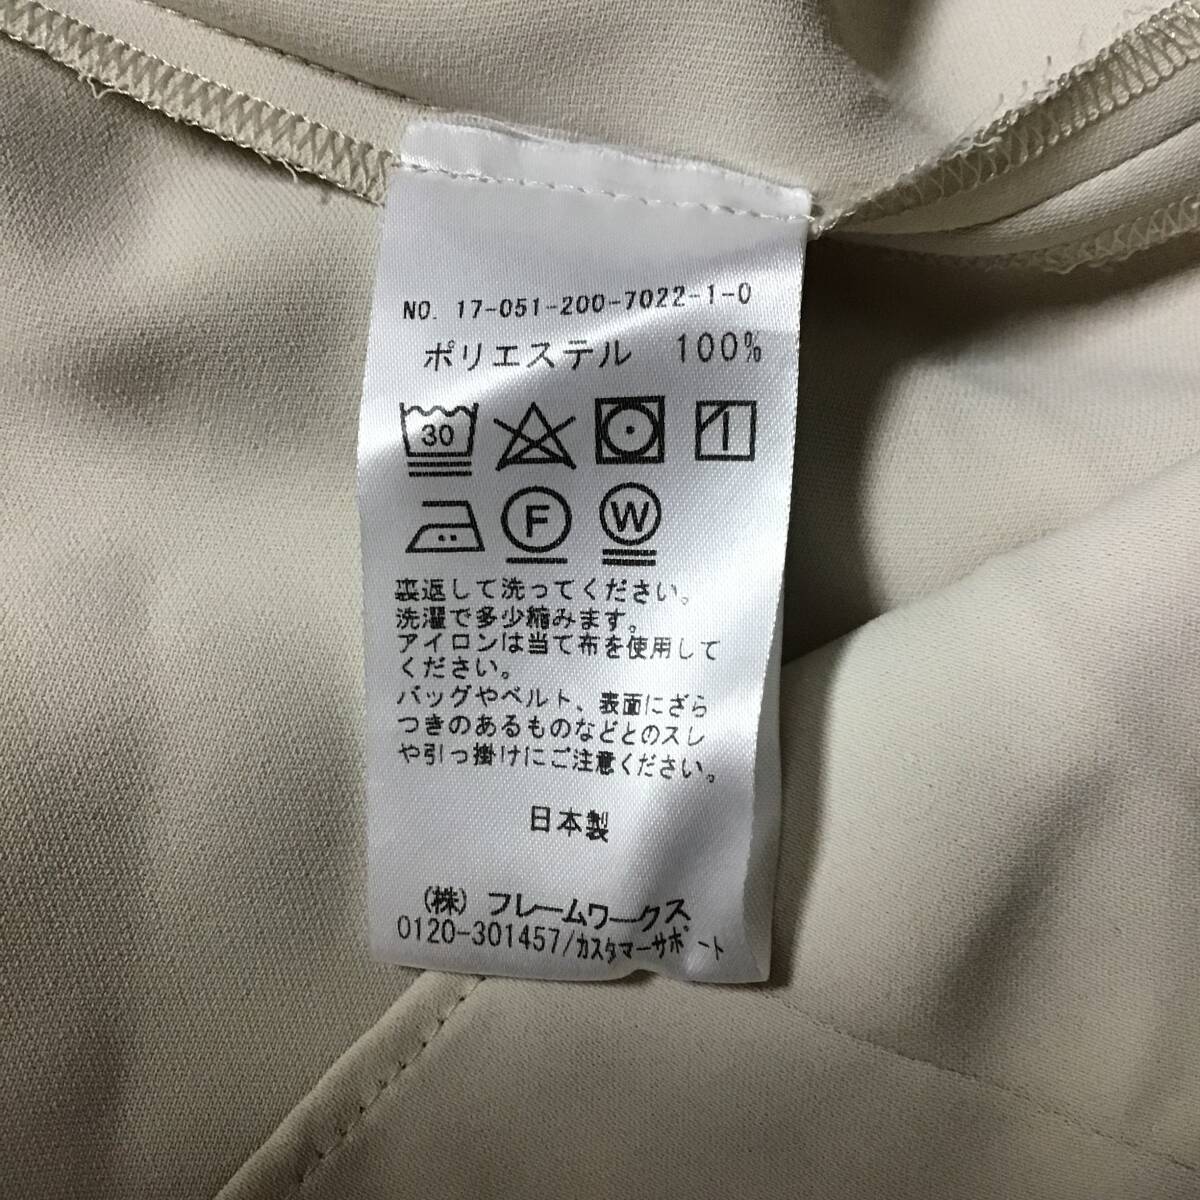 NO. 17-051-200-7022-1-0
ポリエステル 100%
30
F W
裏返して洗ってください。
洗濯で多少縮みます。
アイロンは当て布を使用して
ください。
バッグやベルト、表面にざら
つきのあるものなどとのスレ
や引っ掛けにご注意ください。
日本製
(株) フレームワークス
0120-301457/カスタマーサポート